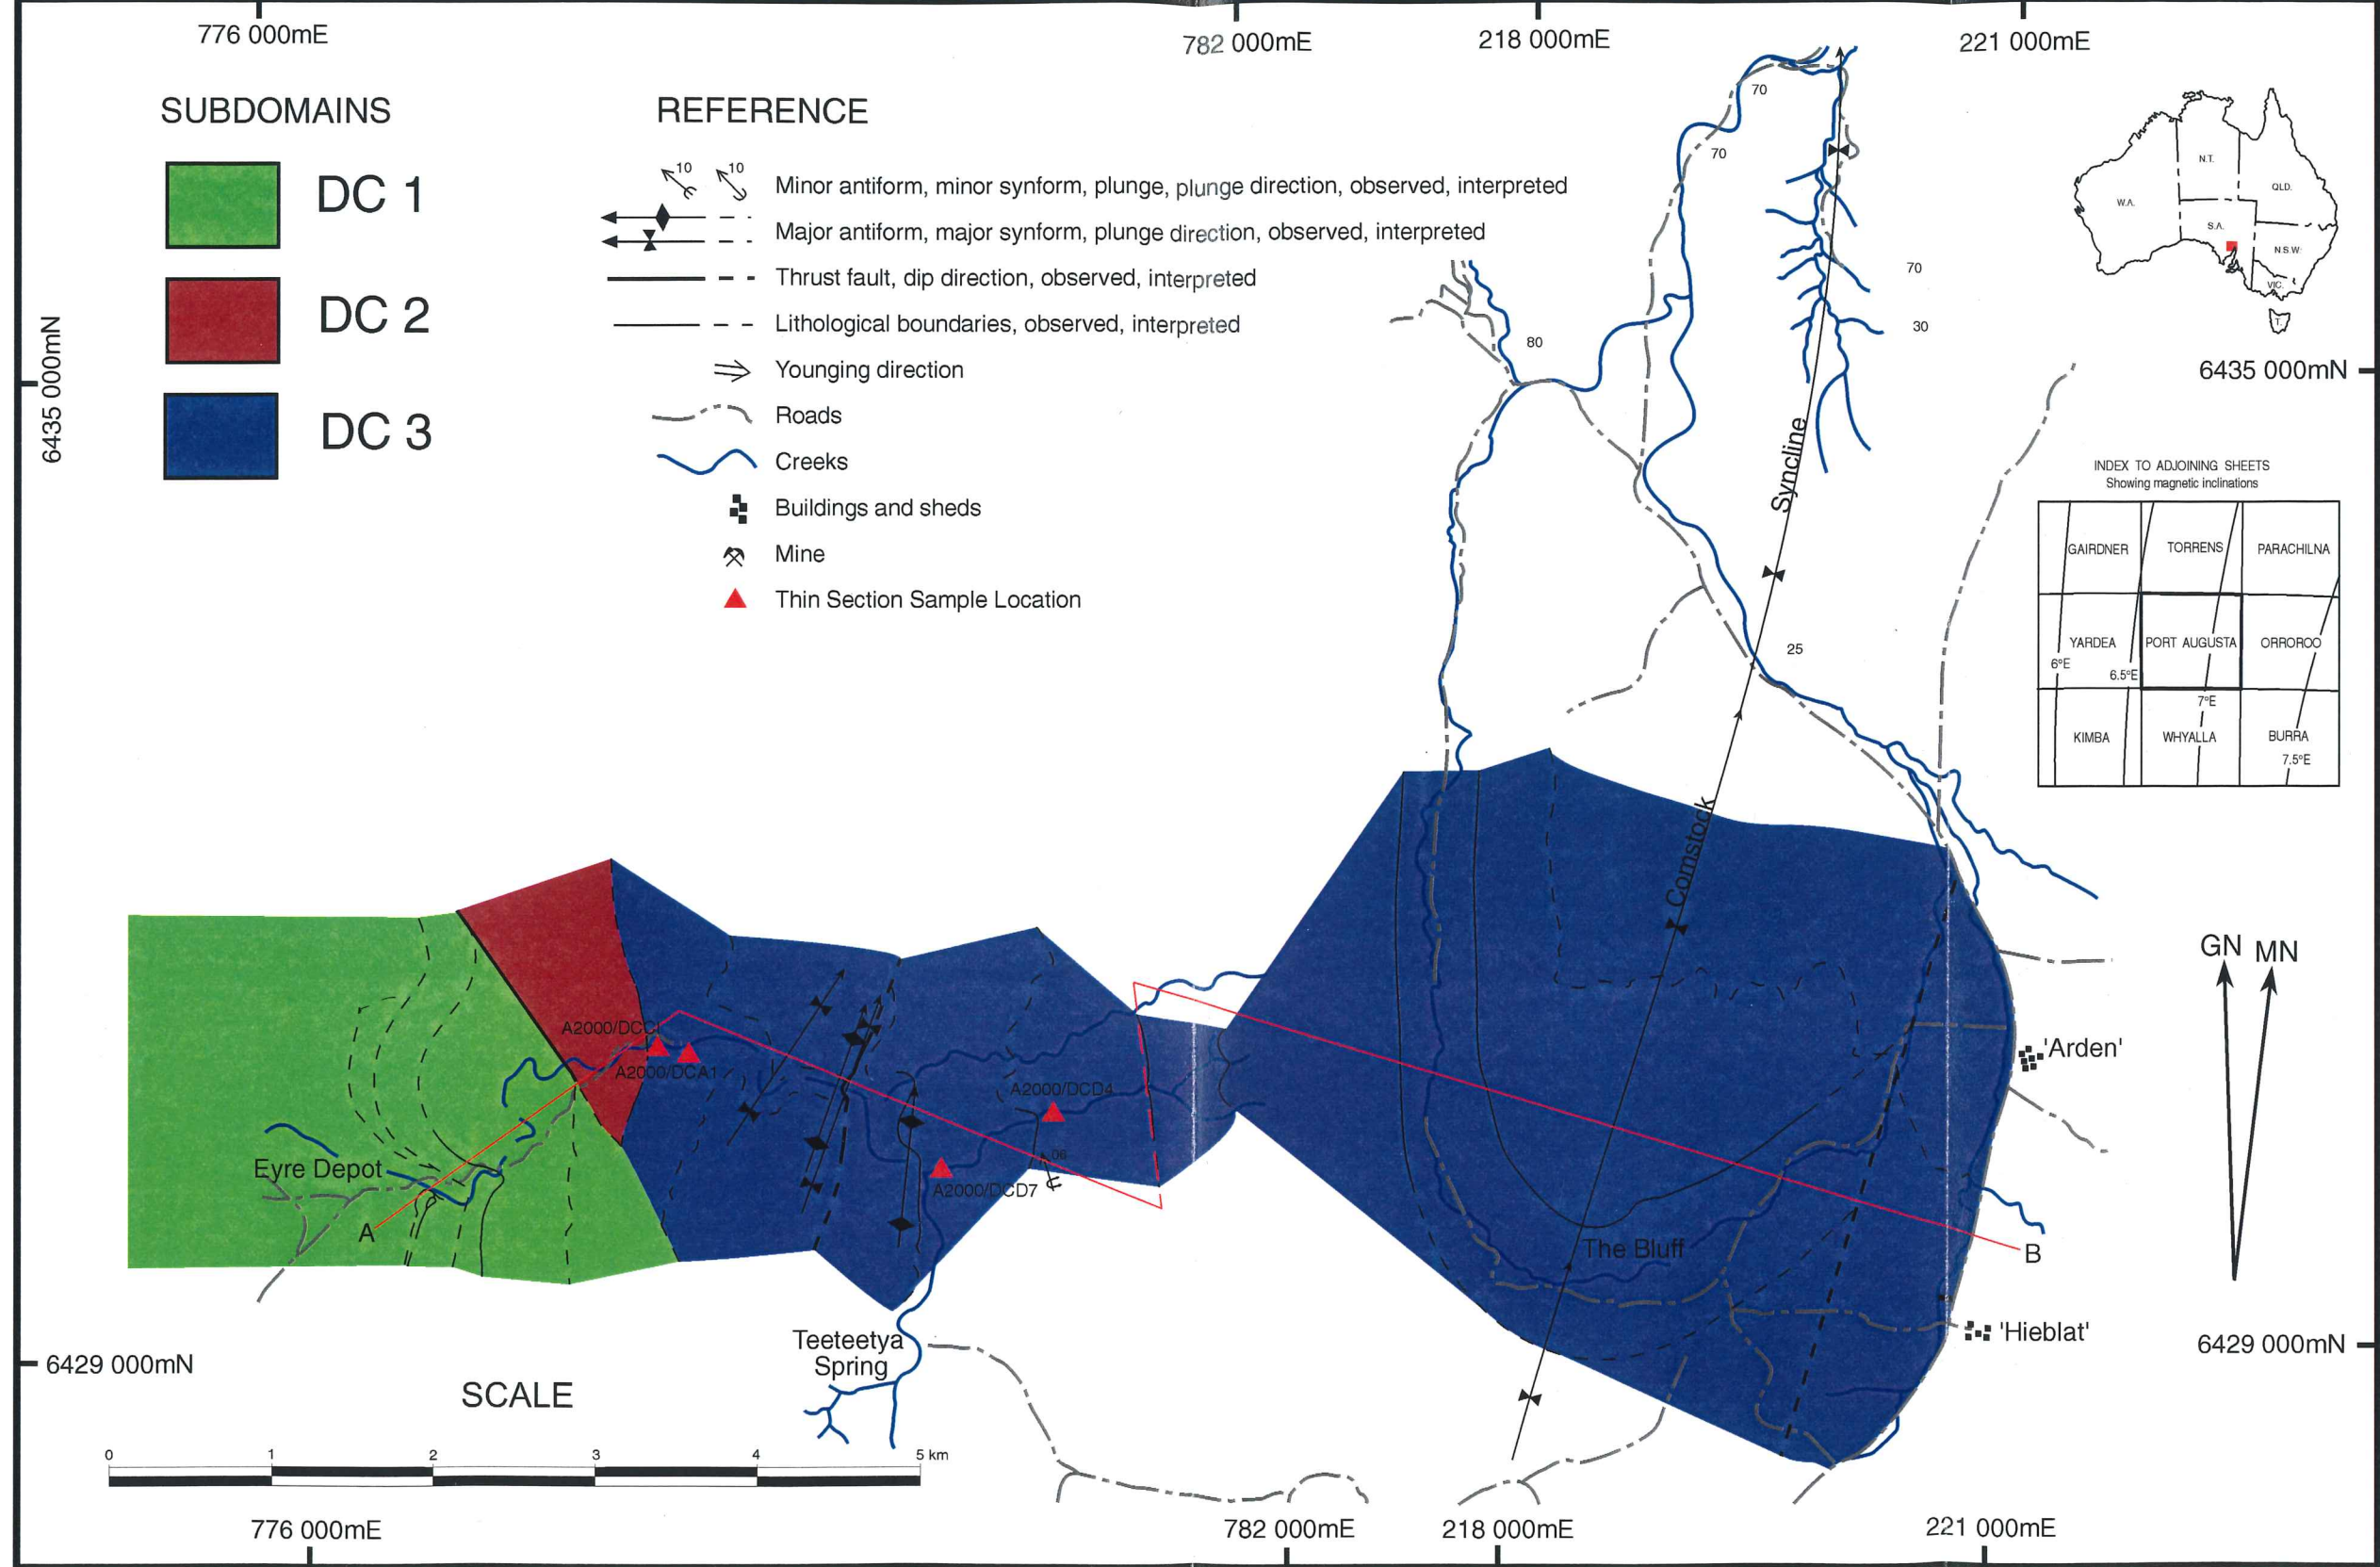 776 000mE
782 000mE
218 000mE
221 000mE
SUBDOMAINS
DC 1
DC 2
DC 3
REFERENCE
10 10
Minor antiform, minor synform, plunge, plunge direction, observed, interpreted
Major antiform, major synform, plunge direction, observed, interpreted
Thrust fault, dip direction, observed, interpreted
Lithological boundaries, observed, interpreted
Younging direction
Roads
Creeks
Buildings and sheds
Mine
Thin Section Sample Location
W.A.
N.T.
QLD.
S.A.
N.S.W.
VIC.
T.
6435 000mN
6435 000mN
70
70
70
30
80
25
Syncline
Comstock
INDEX TO ADJOINING SHEETS
Showing magnetic inclinations
GAIRDNER
TORRENS
PARACHILNA
YARDEA
PORT AUGUSTA
ORROROO
6°E
6.5°E
7°E
KIMBA
WHYALLA
BURRA
7.5°E
GN MN
A2000/DCC1
A2000/DCA1
A2000/DCD4
A2000/DCD7
06
Eyre Depot
A
'Arden'
The Bluff
B
'Hieblat'
Teeteetya
Spring
6429 000mN
6429 000mN
SCALE
0 1 2 3 4 5 km
776 000mE
782 000mE
218 000mE
221 000mE